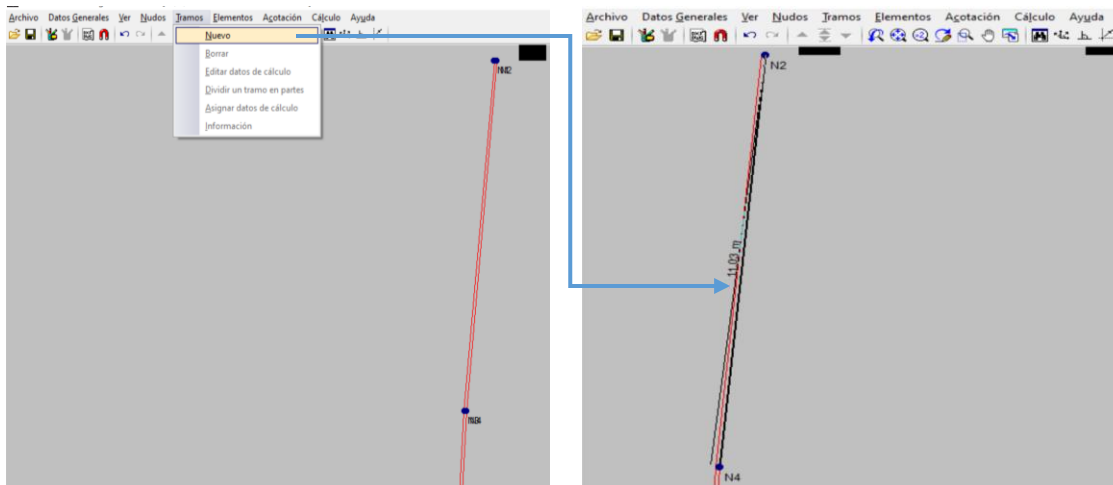 Archivo Datos Generales Ver Nudos Tramos Elementos Acotación Cálculo Ayuda
Nuevo
Borrar
Editar datos de cálculo
Dividir un tramo en partes
Asignar datos de cálculo
Información
Archivo Datos Generales Ver Nudos Tramos Elementos Acotación Cálculo Ayuda
N2
11.03 m
N4